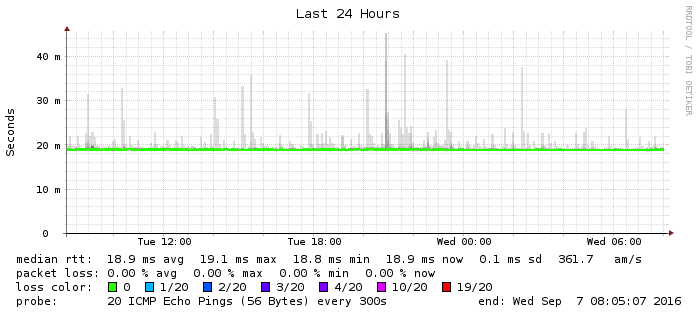 Last 24 Hours
RRDTOOL / TOBI OETIKER
Seconds
40 m
30 m
20 m
10 m
0
Tue 12:00 Tue 18:00 Wed 00:00 Wed 06:00
median rtt: 18.9 ms avg 19.1 ms max 18.8 ms min 18.9 ms now 0.1 ms sd 361.7 am/s
packet loss: 0.00 % avg 0.00 % max 0.00 % min 0.00 % now
loss color: 0 1/20 2/20 3/20 4/20 10/20 19/20
probe: 20 ICMP Echo Pings (56 Bytes) every 300s end: Wed Sep 7 08:05:07 2016